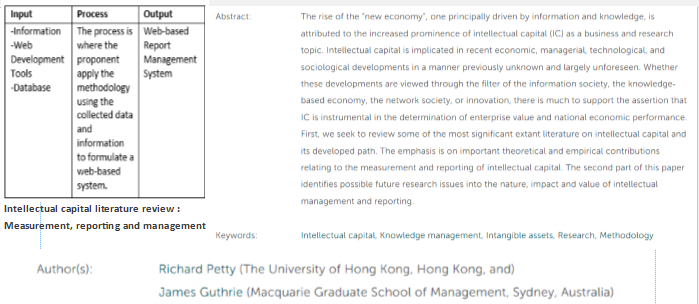 Input Process Output
-Information
-Web
Development
Tools
-Database
The process is
where the
proponent
apply the
methodology
using the
collected data
and
information
to formulate a
web-based
system.
Web-based
Report
Management
System
Intellectual capital literature review :
Measurement, reporting and management
Abstract:
The rise of the "new economy", one principally driven by information and knowledge, is
attributed to the increased prominence of intellectual capital (IC) as a business and research
topic. Intellectual capital is implicated in recent economic, managerial, technological, and
sociological developments in a manner previously unknown and largely unforeseen. Whether
these developments are viewed through the filter of the information society, the knowledge-
based economy, the network society, or innovation, there is much to support the assertion that
IC is instrumental in the determination of enterprise value and national economic performance.
First, we seek to review some of the most significant extant literature on intellectual capital and
its developed path. The emphasis is on important theoretical and empirical contributions
relating to the measurement and reporting of intellectual capital. The second part of this paper
identifies possible future research issues into the nature, impact and value of intellectual
management and reporting.
Keywords: Intellectual capital, Knowledge management, Intangible assets, Research, Methodology
Author(s): Richard Petty (The University of Hong Kong, Hong Kong, and)
James Guthrie (Macquarie Graduate School of Management, Sydney, Australia)